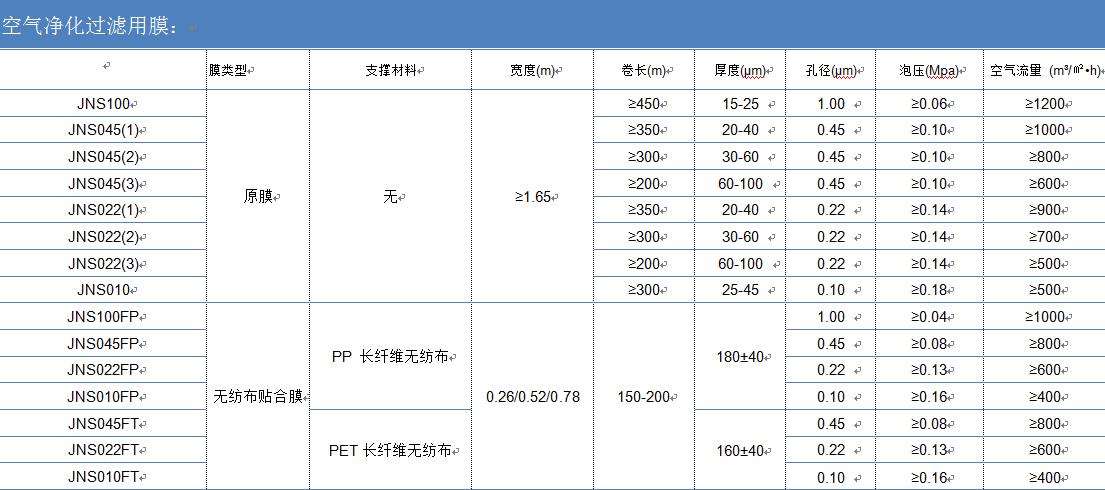 空气净化过滤用膜：
膜类型 支撑材料 宽度(m) 卷长(m) 厚度(μm) 孔径(μm) 泡压(Mpa) 空气流量 (m³/㎡•h)
JNS100 ≥450 15-25 1.00 ≥0.06 ≥1200
JNS045(1) ≥350 20-40 0.45 ≥0.10 ≥1000
JNS045(2) ≥300 30-60 0.45 ≥0.10 ≥800
JNS045(3) ≥200 60-100 0.45 ≥0.10 ≥600
原膜 无 ≥1.65
JNS022(1) ≥350 20-40 0.22 ≥0.14 ≥900
JNS022(2) ≥300 30-60 0.22 ≥0.14 ≥700
JNS022(3) ≥200 60-100 0.22 ≥0.14 ≥500
JNS010 ≥300 25-45 0.10 ≥0.18 ≥500
JNS100FP 1.00 ≥0.04 ≥1000
JNS045FP 0.45 ≥0.08 ≥800
PP 长纤维无纺布 180±40
JNS022FP 0.22 ≥0.13 ≥600
JNS010FP 0.10 ≥0.16 ≥400
无纺布贴合膜 0.26/0.52/0.78 150-200
JNS045FT 0.45 ≥0.08 ≥800
JNS022FT PET 长纤维无纺布 160±40 0.22 ≥0.13 ≥600
JNS010FT 0.10 ≥0.16 ≥400